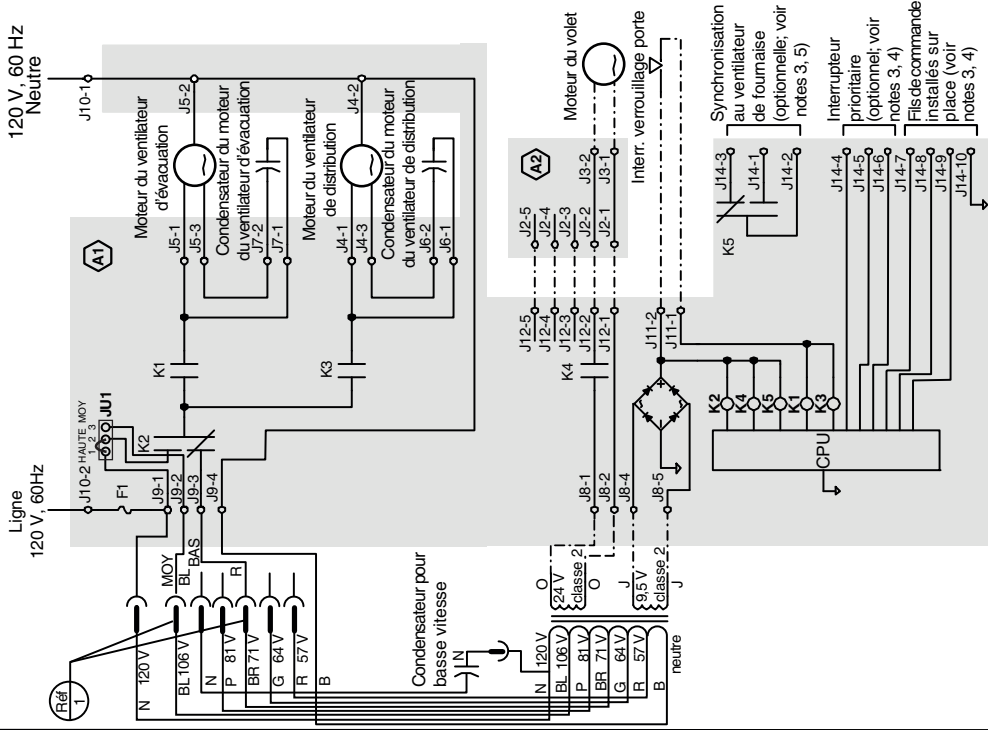 120 V, 60 Hz
Neutre
J10-1
Ligne
120 V, 60Hz
J10-2
F1
HAUTE MOY
1 2 3
JU1
A1
K2
K1
K3
J9-1
J9-2
J9-3
J9-4
Moteur du ventilateur
d'évacuation
J5-2
J5-1
J5-3
Condensateur du moteur
du ventilateur d'évacuation
J7-2
J7-1
Moteur du ventilateur
de distribution
J4-2
J4-1
J4-3
Condensateur du moteur
du ventilateur de distribution
J6-2
J6-1
Réf
1
MOY
BL
BAS
R
N 120 V
BL 106 V
N
P 81 V
BR 71 V
G 64 V
R 57 V
B
Condensateur pour
basse vitesse
N
N 120 V
BL 106 V
P 81 V
BR 71 V
G 64 V
R 57 V
B
neutre
O
24 V
classe 2
O
J
9,5 V
classe 2
J
J8-1
J8-2
J8-4
J8-5
K4
J12-5
J12-4
J12-3
J12-2
J12-1
A2
J2-5
J2-4
J2-3
J2-2
J2-1
J3-2
J3-1
Moteur du volet
Interr. verrouillage porte
J11-2
J11-1
K2
K4
K5
K1
K3
CPU
K5
J14-3
J14-1
J14-2
Synchronisation
au ventilateur
de fournaise
(optionnelle; voir
notes 3, 5)
J14-4
J14-5
J14-6
Interrupteur
prioritaire
(optionnel; voir
notes 3, 4)
J14-7
J14-8
J14-9
J14-10
Fils de commande
installés sur
place (voir
notes 3, 4)